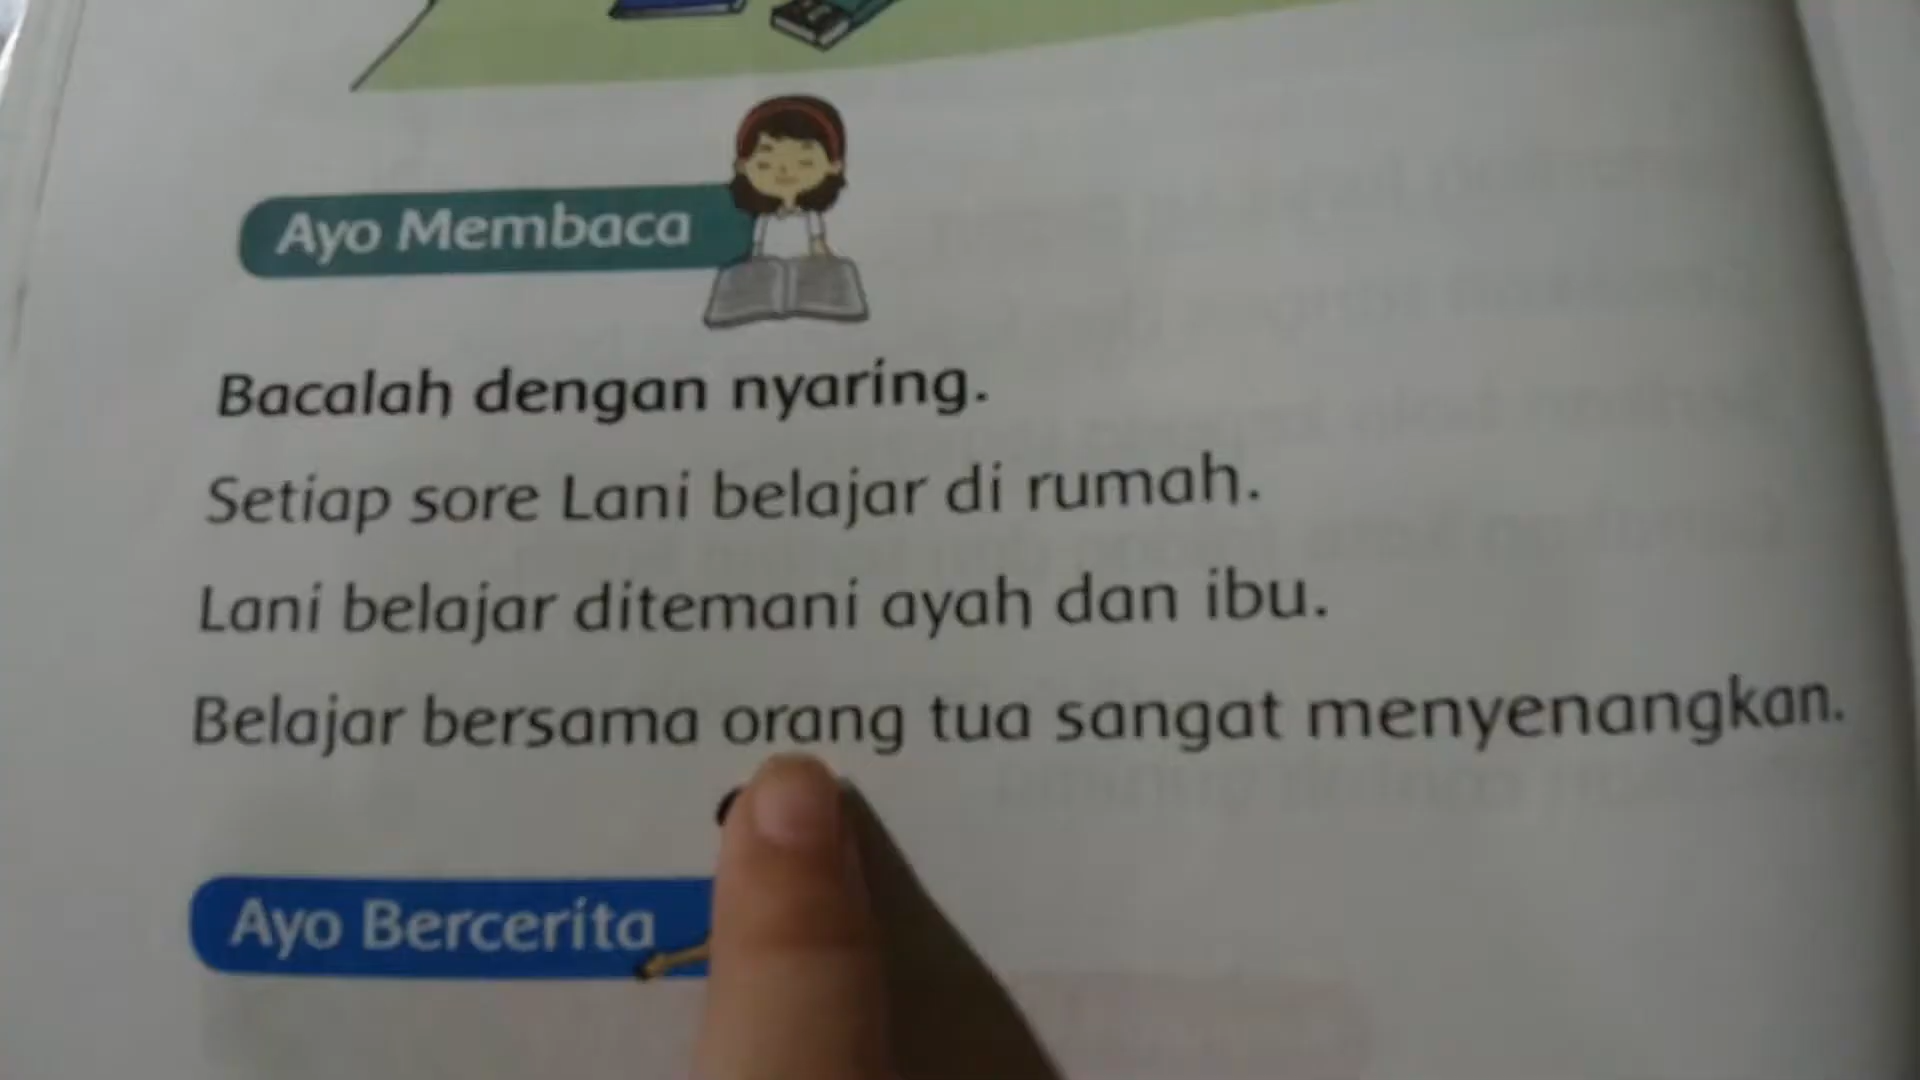 Ayo Membaca
Bacalah dengan nyaring.
Setiap sore Lani belajar di rumah.
Lani belajar ditemani ayah dan ibu.
Belajar bersama orang tua sangat menyenangkan.
Ayo Bercerita